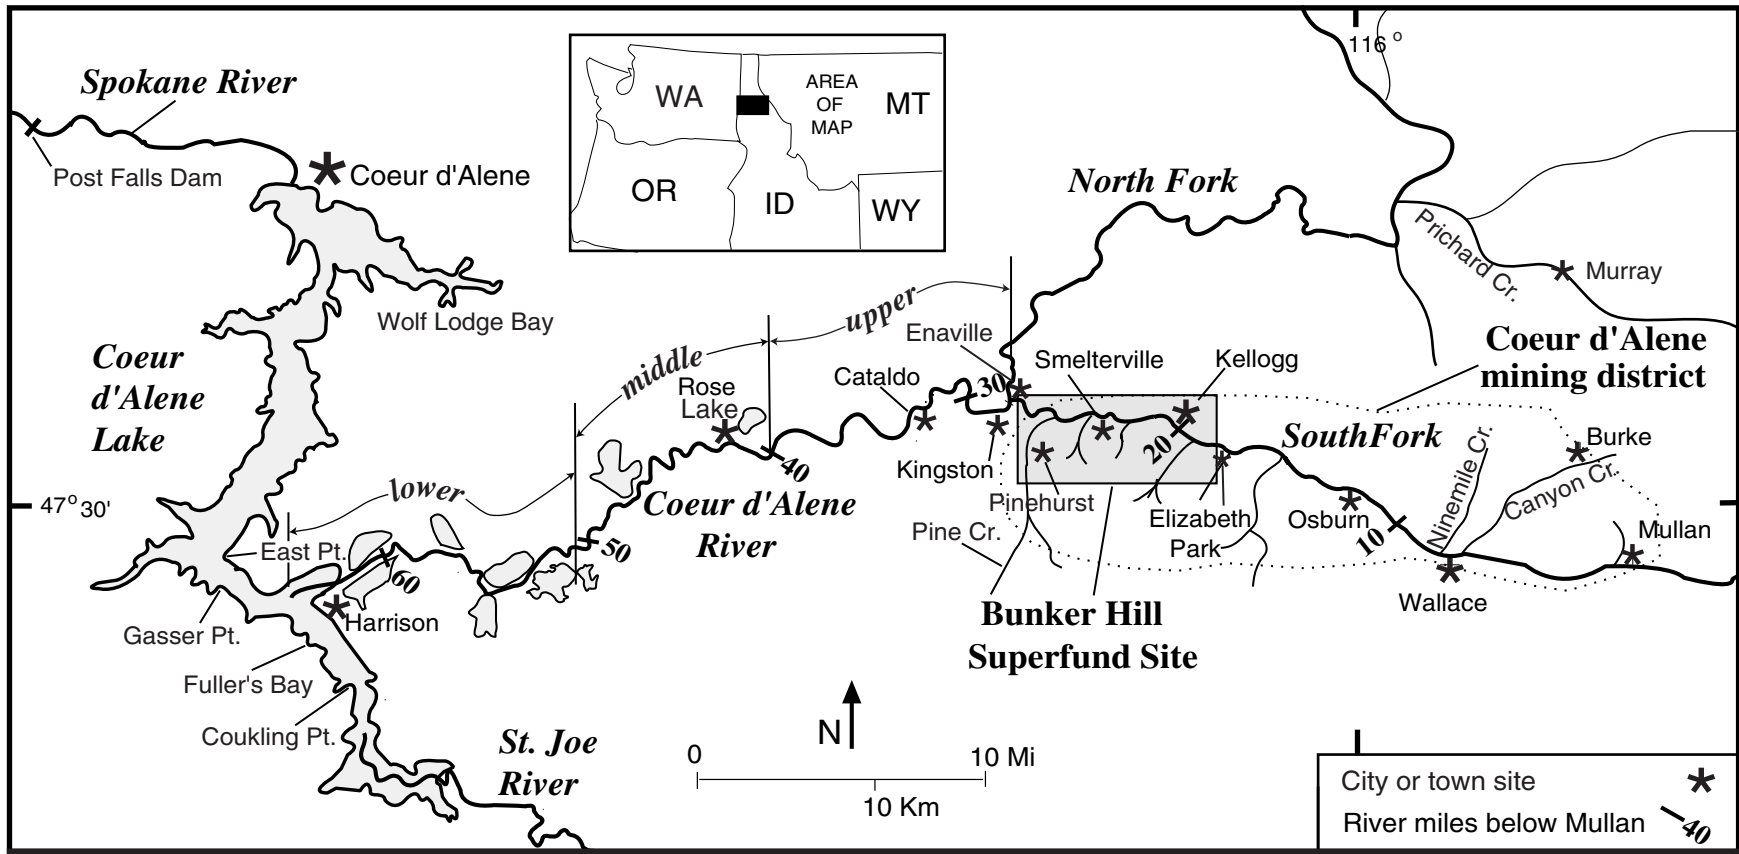 Spokane River
Post Falls Dam
Coeur d'Alene
Wolf Lodge Bay
Coeur
d'Alene
Lake
47° 30'
116 °
WA
OR
ID
MT
WY
AREA
OF
MAP
North Fork
Prichard Cr.
Murray
Coeur d'Alene
mining district
upper
middle
lower
Enaville
Smelterville
Kellogg
Rose
Lake
Cataldo
30
Kingston
Pinehurst
20
SouthFork
Ninemile Cr.
Burke
Canyon Cr.
Mullan
40
Coeur d'Alene
River
Pine Cr.
Elizabeth
Park
Osburn
10
Wallace
50
60
East Pt.
Harrison
Gasser Pt.
Fuller's Bay
Coukling Pt.
St. Joe
River
Bunker Hill
Superfund Site
N
0
10 Mi
10 Km
City or town site
River miles below Mullan
40